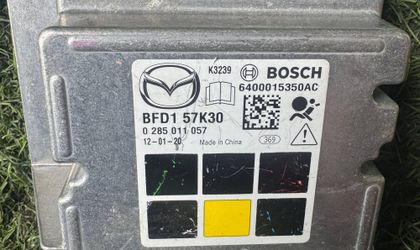 K3239
BOSCH
6400015350AC
BFD1 57K30
0 285 011 057
12-01-20
Made in China
369